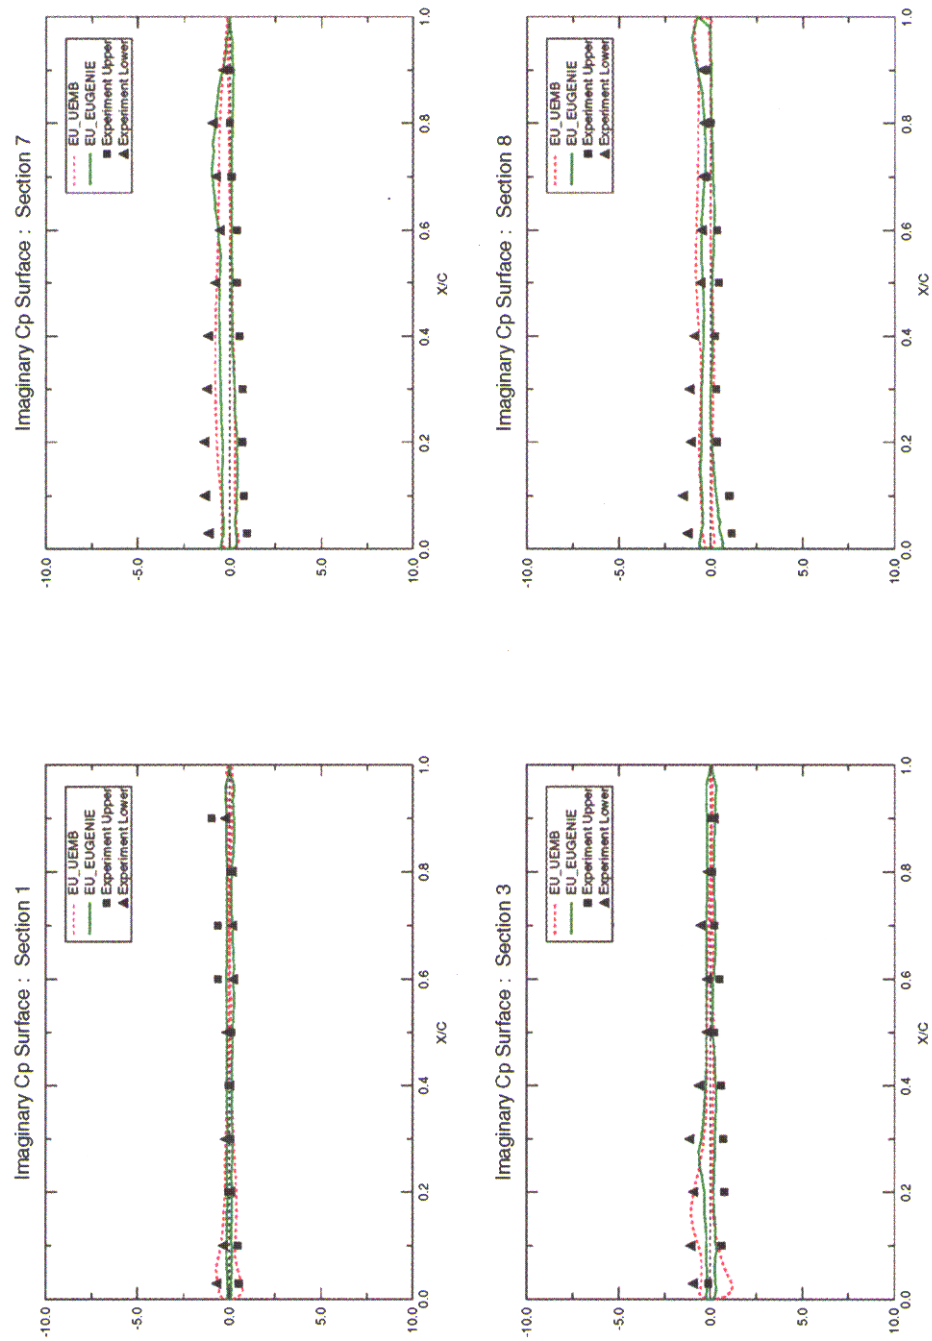 Imaginary Cp Surface : Section 1
EU_UEMB
EU_EUGENIE
Experiment Upper
Experiment Lower
-10.0
-5.0
0.0
5.0
10.0
0.0
0.2
0.4
0.6
0.8
1.0
X/C
Imaginary Cp Surface : Section 7
EU_UEMB
EU_EUGENIE
Experiment Upper
Experiment Lower
-10.0
-5.0
0.0
5.0
10.0
0.0
0.2
0.4
0.6
0.8
1.0
X/C
Imaginary Cp Surface : Section 3
EU_UEMB
EU_EUGENIE
Experiment Upper
Experiment Lower
-10.0
-5.0
0.0
5.0
10.0
0.0
0.2
0.4
0.6
0.8
1.0
X/C
Imaginary Cp Surface : Section 8
EU_UEMB
EU_EUGENIE
Experiment Upper
Experiment Lower
-10.0
-5.0
0.0
5.0
10.0
0.0
0.2
0.4
0.6
0.8
1.0
X/C